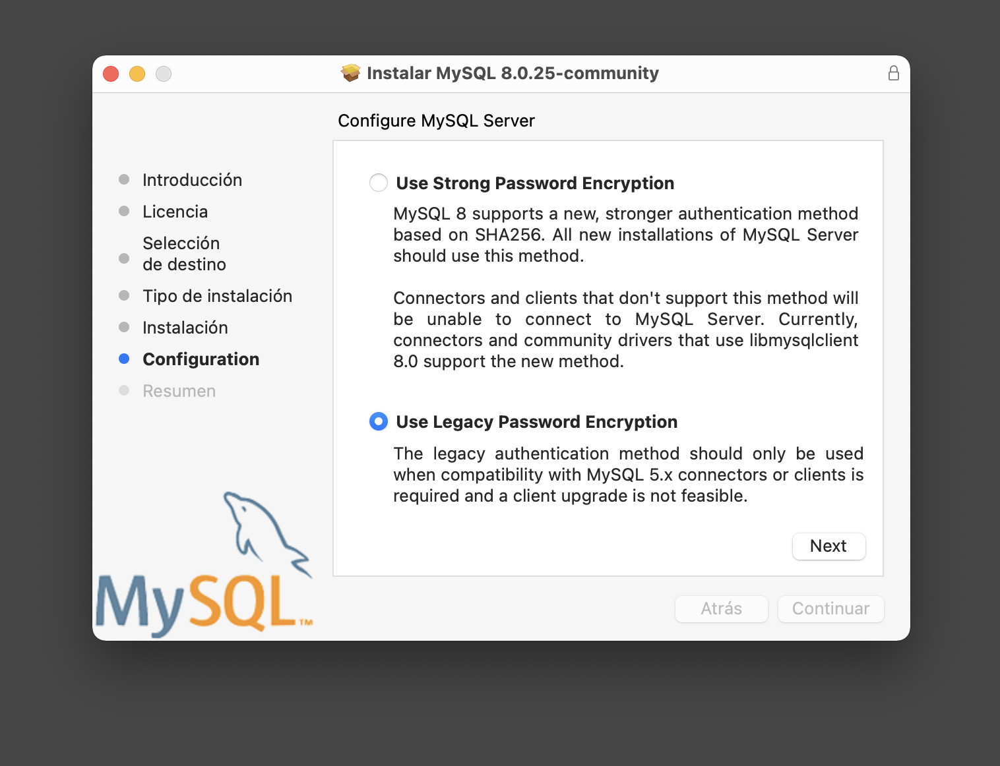 Instalar MySQL 8.0.25-community
Configure MySQL Server
Introducción
Licencia
Selección
de destino
Tipo de instalación
Instalación
Configuration
Resumen
Use Strong Password Encryption
MySQL 8 supports a new, stronger authentication method
based on SHA256. All new installations of MySQL Server
should use this method.
Connectors and clients that don't support this method will
be unable to connect to MySQL Server. Currently,
connectors and community drivers that use libmysqlclient
8.0 support the new method.
Use Legacy Password Encryption
The legacy authentication method should only be used
when compatibility with MySQL 5.x connectors or clients is
required and a client upgrade is not feasible.
Next
MySQL™
Atrás
Continuar